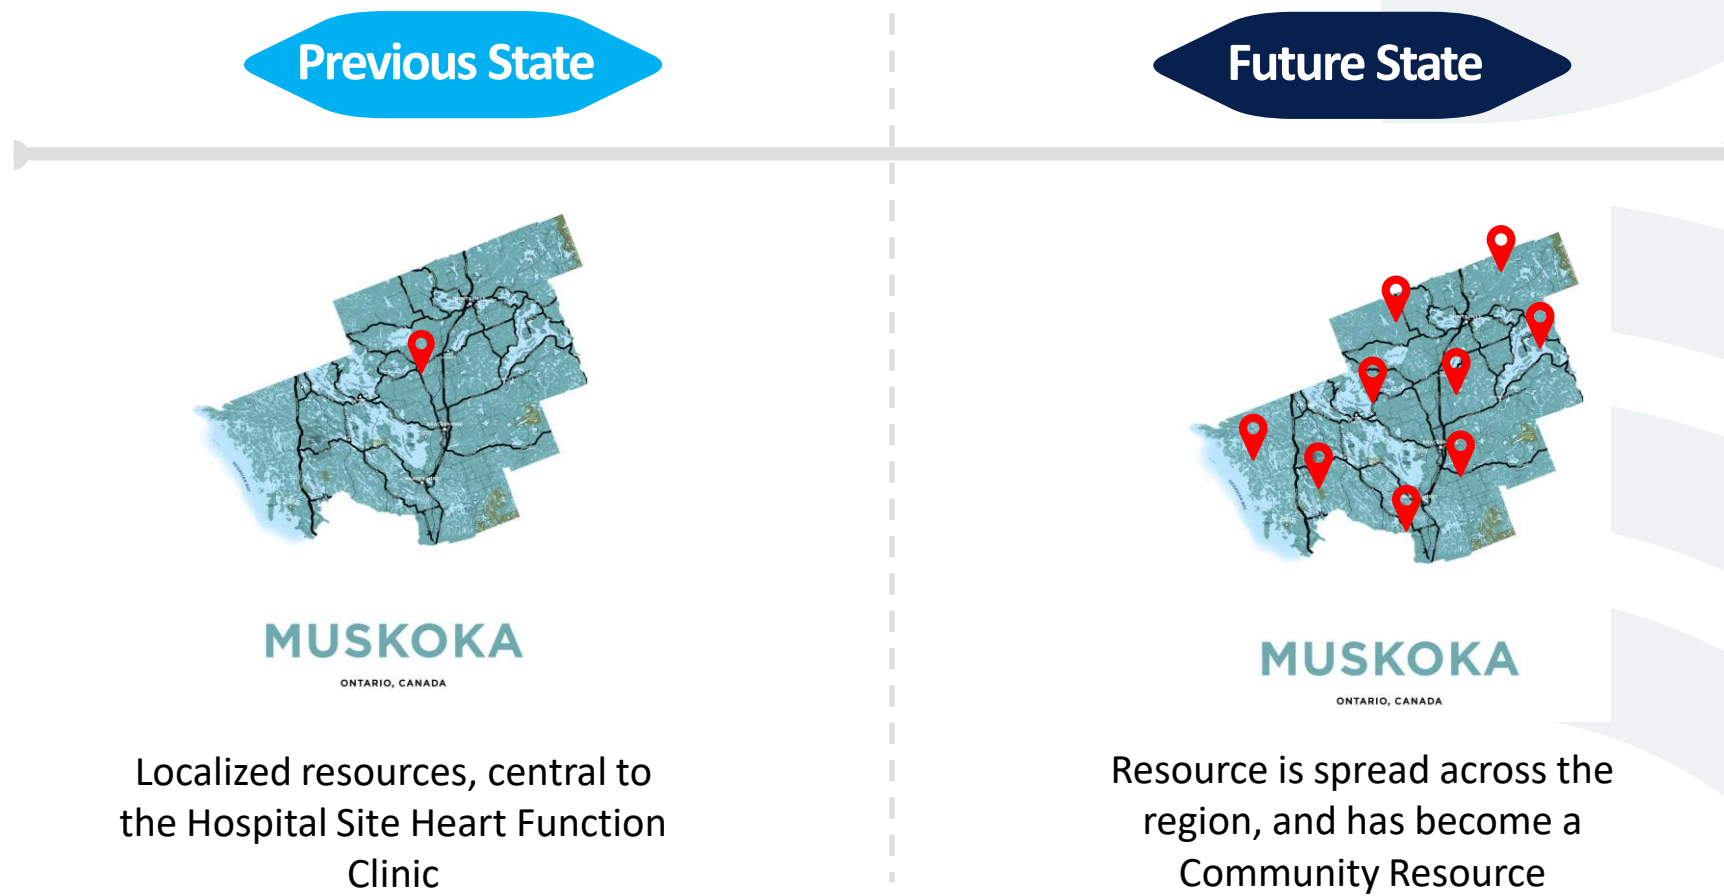 Previous State
Future State
MUSKOKA
ONTARIO, CANADA
MUSKOKA
ONTARIO, CANADA
Localized resources, central to
the Hospital Site Heart Function
Clinic
Resource is spread across the
region, and has become a
Community Resource